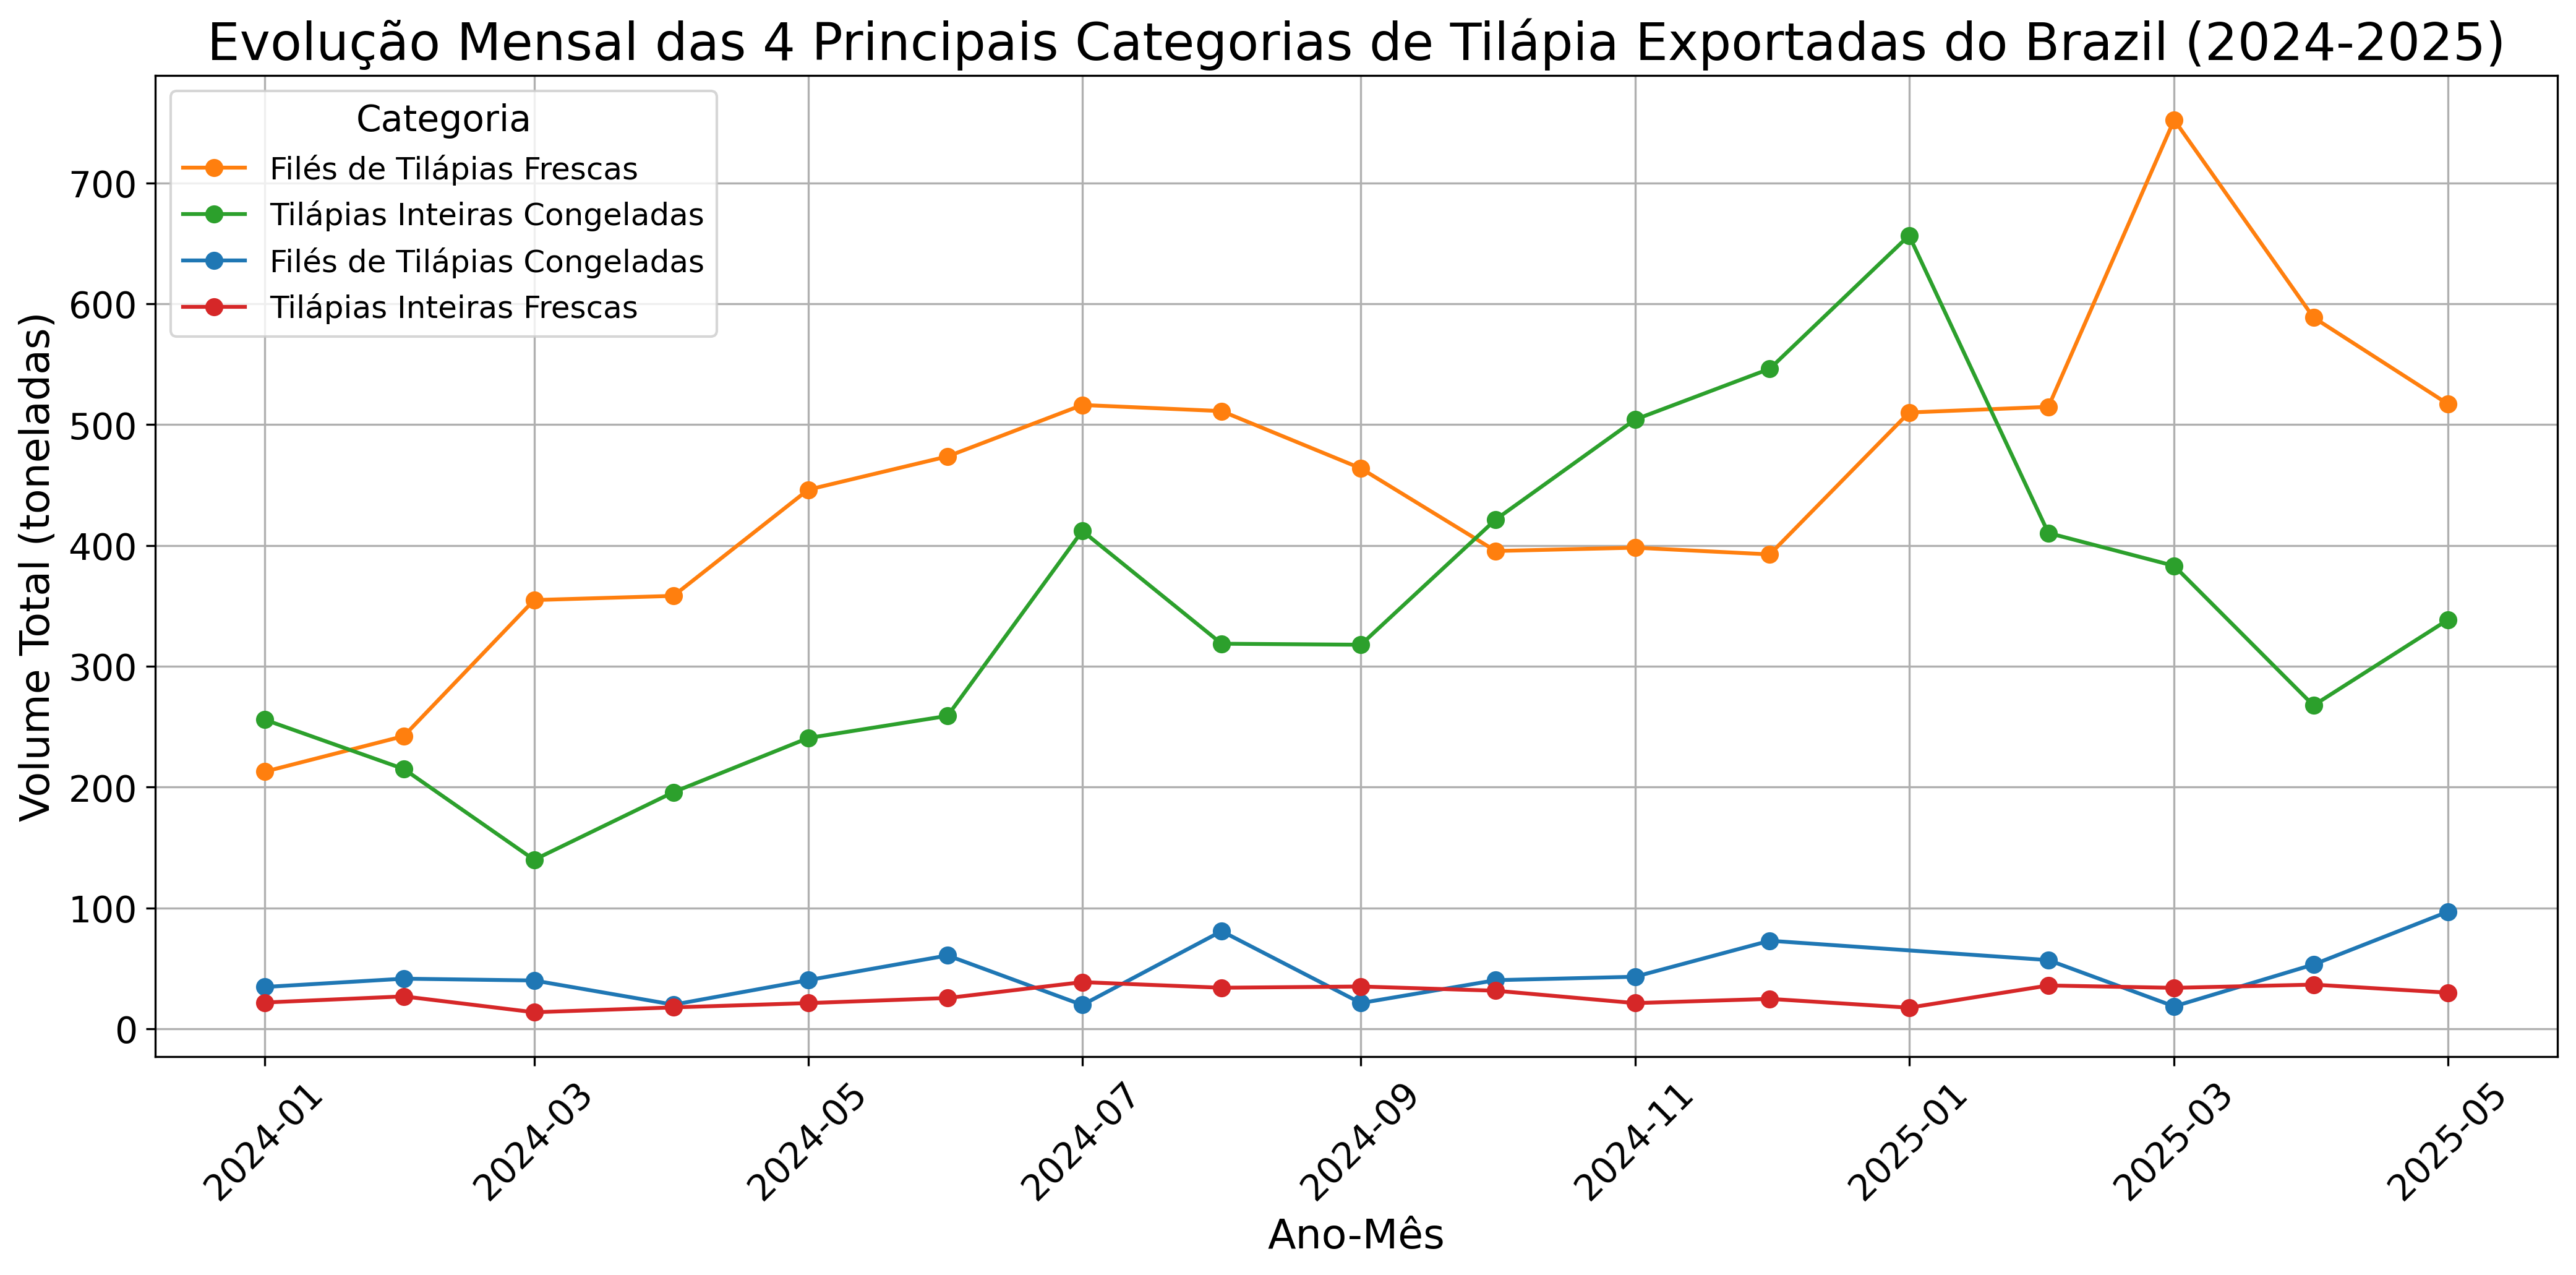 Evolução Mensal das 4 Principais Categorias de Tilápia Exportadas do Brazil (2024-2025)
Categoria
Filés de Tilápias Frescas
Tilápias Inteiras Congeladas
Filés de Tilápias Congeladas
Tilápias Inteiras Frescas
Volume Total (toneladas)
700
600
500
400
300
200
100
0
2024-01
2024-03
2024-05
2024-07
2024-09
2024-11
2025-01
2025-03
2025-05
Ano-Mês